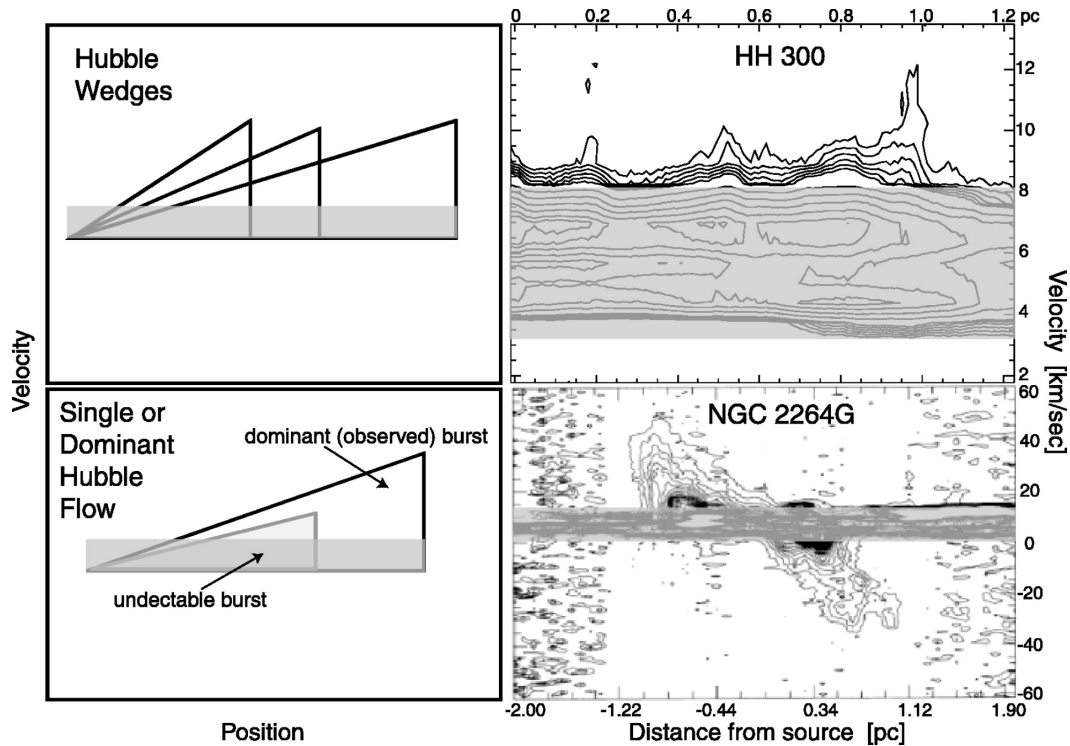 0 0.2 0.4 0.6 0.8 1.0 1.2 pc
Hubble
Wedges
HH 300
12
10
8
6
4
2
Velocity [km/sec]
Velocity
Single or
Dominant
Hubble
Flow
dominant (observed) burst
undectable burst
NGC 2264G
60
40
20
0
-20
-40
-60
-2.00 -1.22 -0.44 0.34 1.12 1.90
Position
Distance from source [pc]